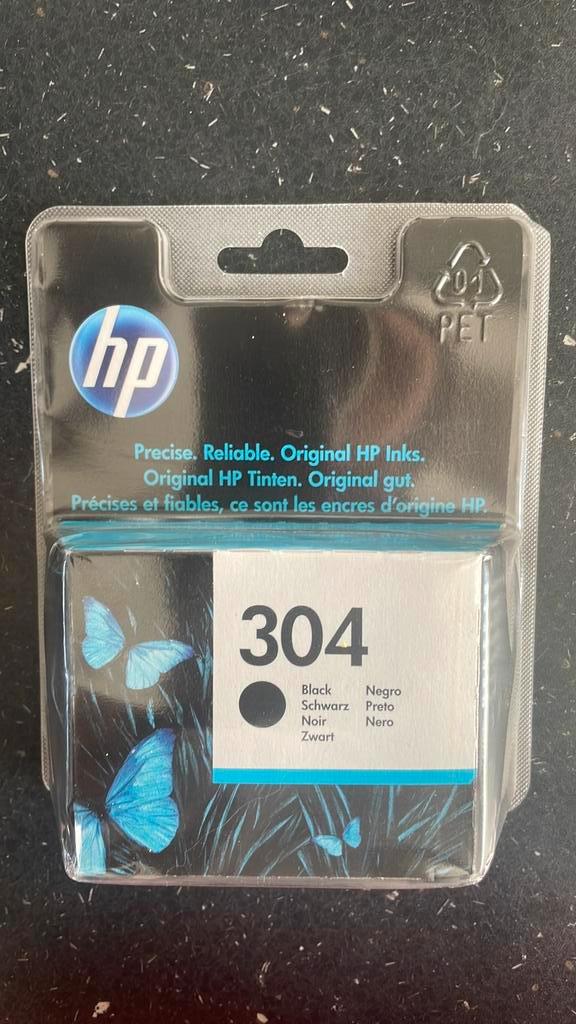 01
PET
hp
Precise. Reliable. Original HP Inks.
Original HP Tinten. Original gut.
Précises et fiables, ce sont les encres d'origine HP.
304
Black Negro
Schwarz Preto
Noir Nero
Zwart